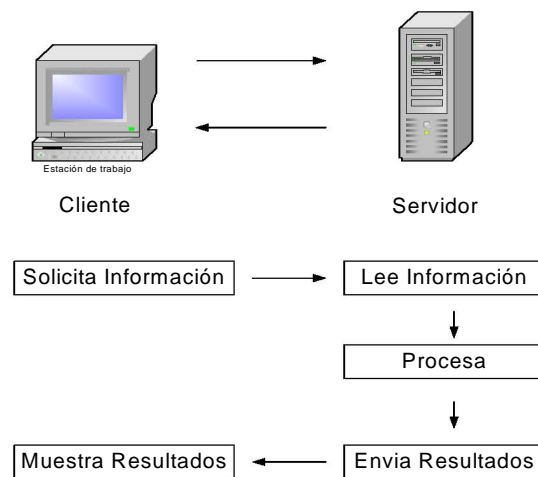 Estación de trabajo
Cliente
Servidor
Solicita Información
Lee Información
Procesa
Muestra Resultados
Envia Resultados